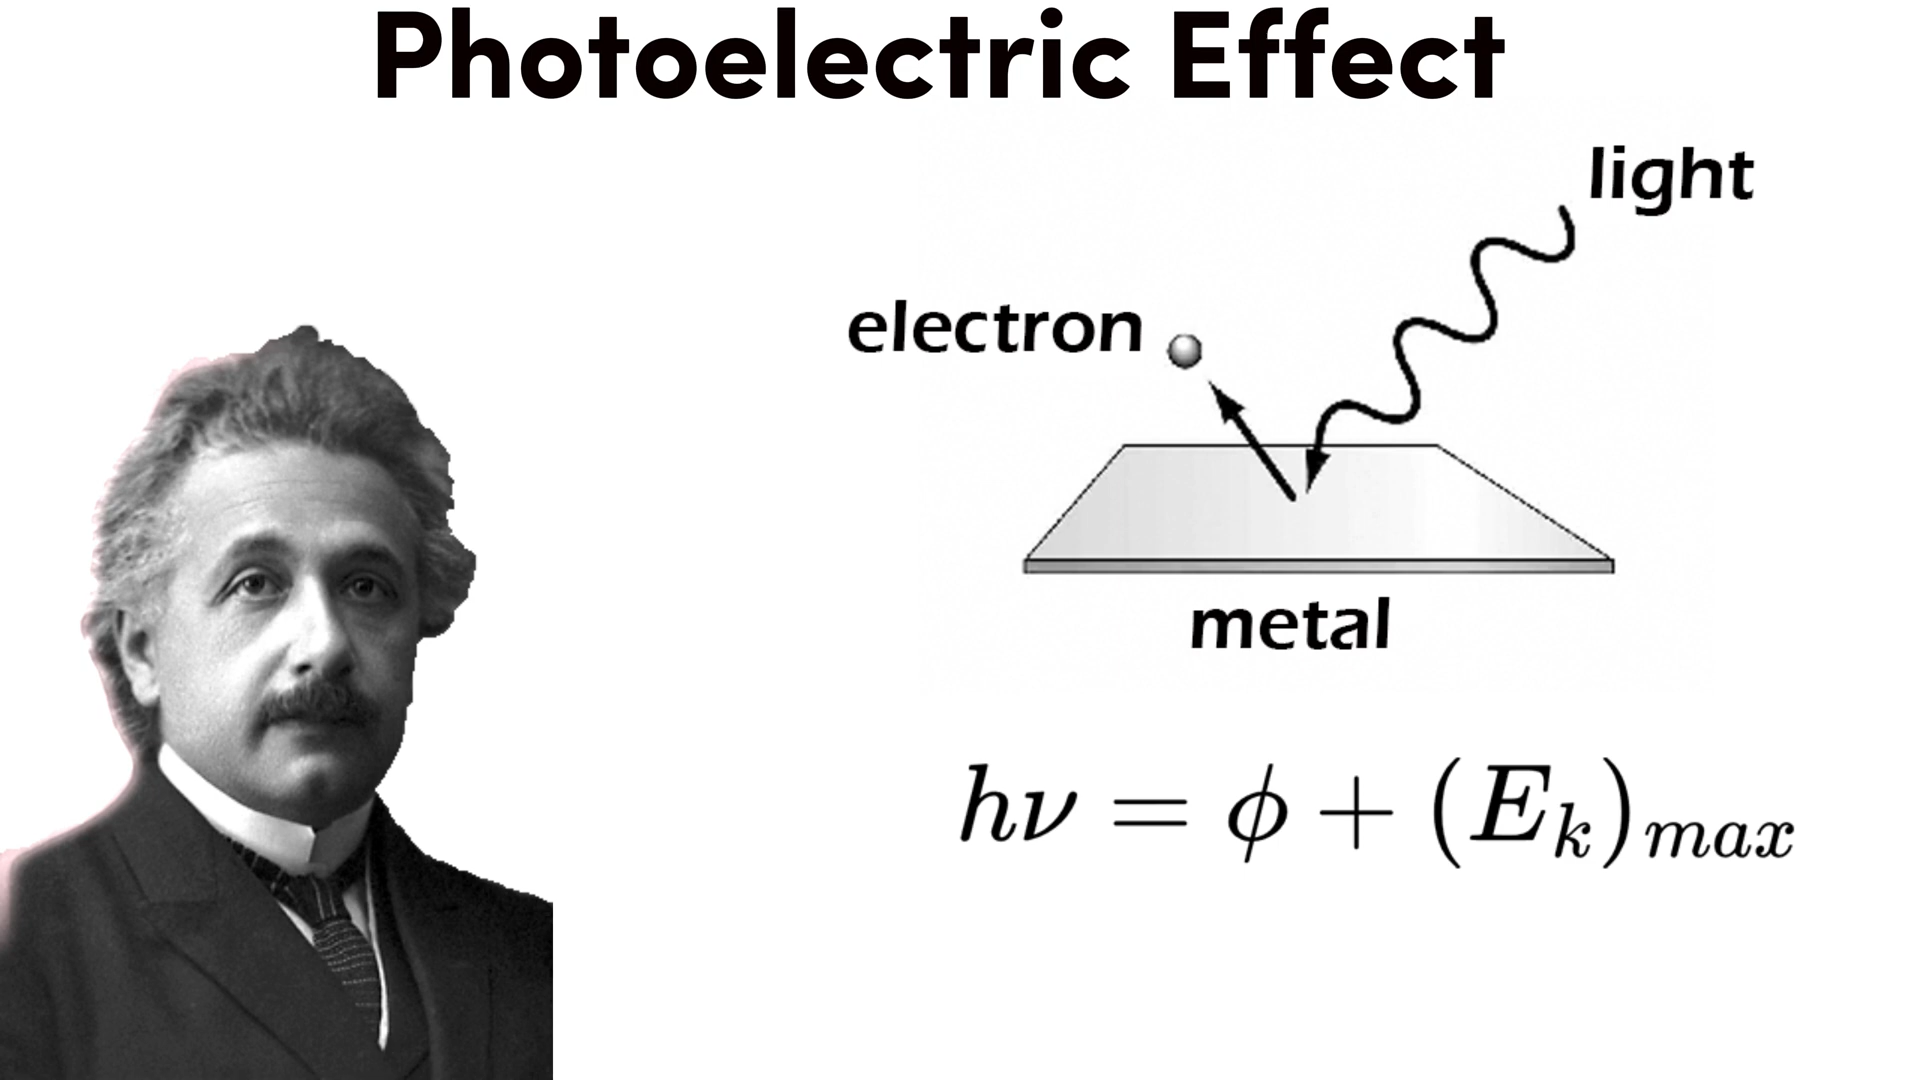 Photoelectric Effect
light
electron
metal
hν = ϕ + (E_k)_max